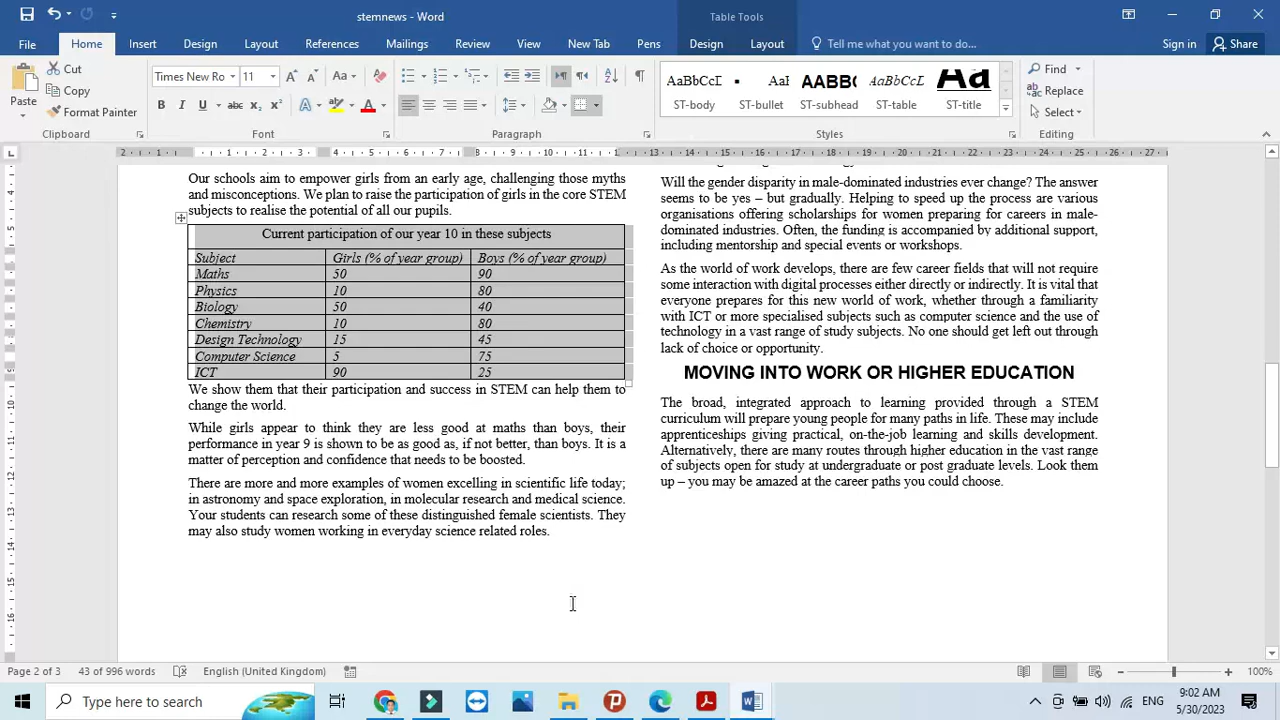 stemnews - Word
Table Tools
File Home Insert Design Layout References Mailings Review View New Tab Pens Design Layout Tell me what you want to do... Sign in Share
Paste
Cut
Copy
Format Painter
Clipboard
Times New Ro 11
Font
Paragraph
AaBbCcL AaI AABBC AaBbCcL Aa
ST-body ST-bullet ST-subhead ST-table ST-title
Styles
Find
Replace
Select
Editing
Our schools aim to empower girls from an early age, challenging those myths
and misconceptions. We plan to raise the participation of girls in the core STEM
subjects to realise the potential of all our pupils.
Current participation of our year 10 in these subjects
Subject Girls (% of year group) Boys (% of year group)
Maths 50 90
Physics 10 80
Biology 50 40
Chemistry 10 80
Design Technology 15 45
Computer Science 5 75
ICT 90 25
We show them that their participation and success in STEM can help them to
change the world.
While girls appear to think they are less good at maths than boys, their
performance in year 9 is shown to be as good as, if not better, than boys. It is a
matter of perception and confidence that needs to be boosted.
There are more and more examples of women excelling in scientific life today;
in astronomy and space exploration, in molecular research and medical science.
Your students can research some of these distinguished female scientists. They
may also study women working in everyday science related roles.
Will the gender disparity in male-dominated industries ever change? The answer
seems to be yes – but gradually. Helping to speed up the process are various
organisations offering scholarships for women preparing for careers in male-
dominated industries. Often, the funding is accompanied by additional support,
including mentorship and special events or workshops.
As the world of work develops, there are few career fields that will not require
some interaction with digital processes either directly or indirectly. It is vital that
everyone prepares for this new world of work, whether through a familiarity
with ICT or more specialised subjects such as computer science and the use of
technology in a vast range of study subjects. No one should get left out through
lack of choice or opportunity.
MOVING INTO WORK OR HIGHER EDUCATION
The broad, integrated approach to learning provided through a STEM
curriculum will prepare young people for many paths in life. These may include
apprenticeships giving practical, on-the-job learning and skills development.
Alternatively, there are many routes through higher education in the vast range
of subjects open for study at undergraduate or post graduate levels. Look them
up – you may be amazed at the career paths you could choose.
Page 2 of 3 43 of 996 words English (United Kingdom) 100%
Type here to search
ENG
9:02 AM
5/30/2023